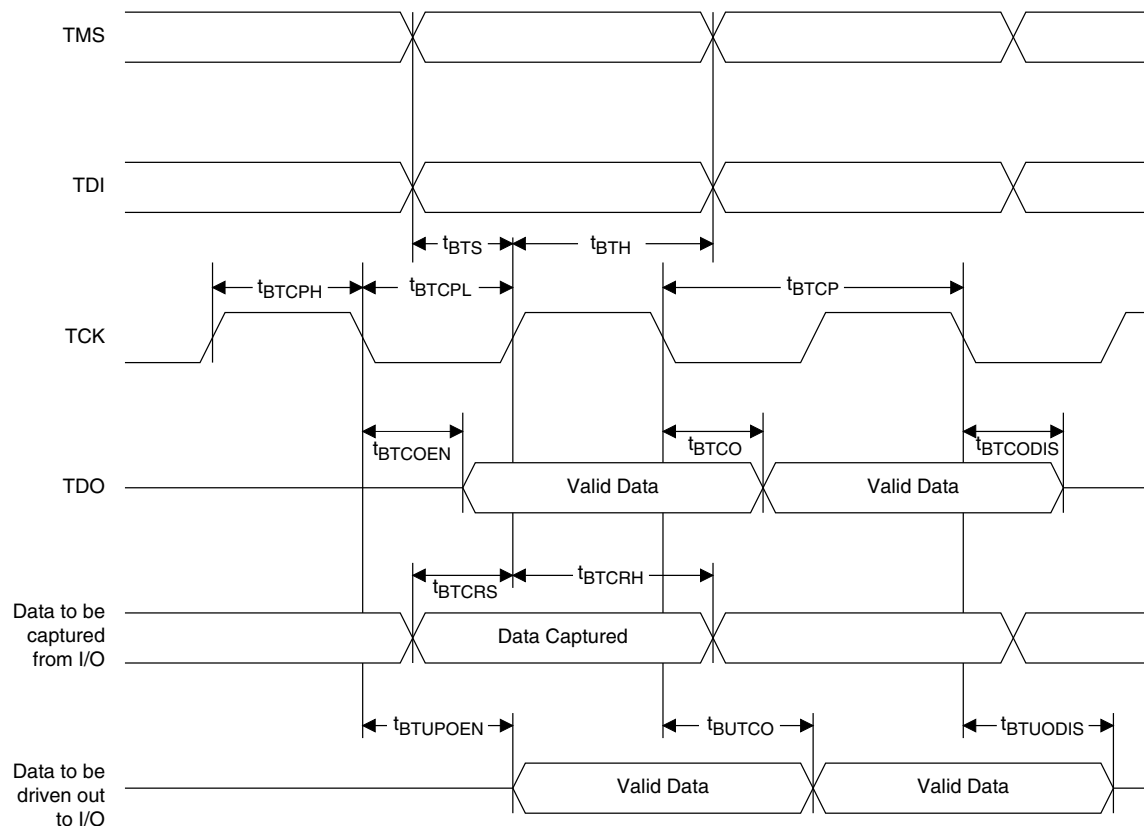 TMS
TDI
tBTS
tBTH
tBTCPH
tBTCPL
tBTCP
TCK
tBTCOEN
tBTCO
tBTCODIS
TDO
Valid Data
Valid Data
tBTCRS
tBTCRH
Data to be
captured
from I/O
Data Captured
tBTUPOEN
tBUTCO
tBTUODIS
Data to be
driven out
to I/O
Valid Data
Valid Data